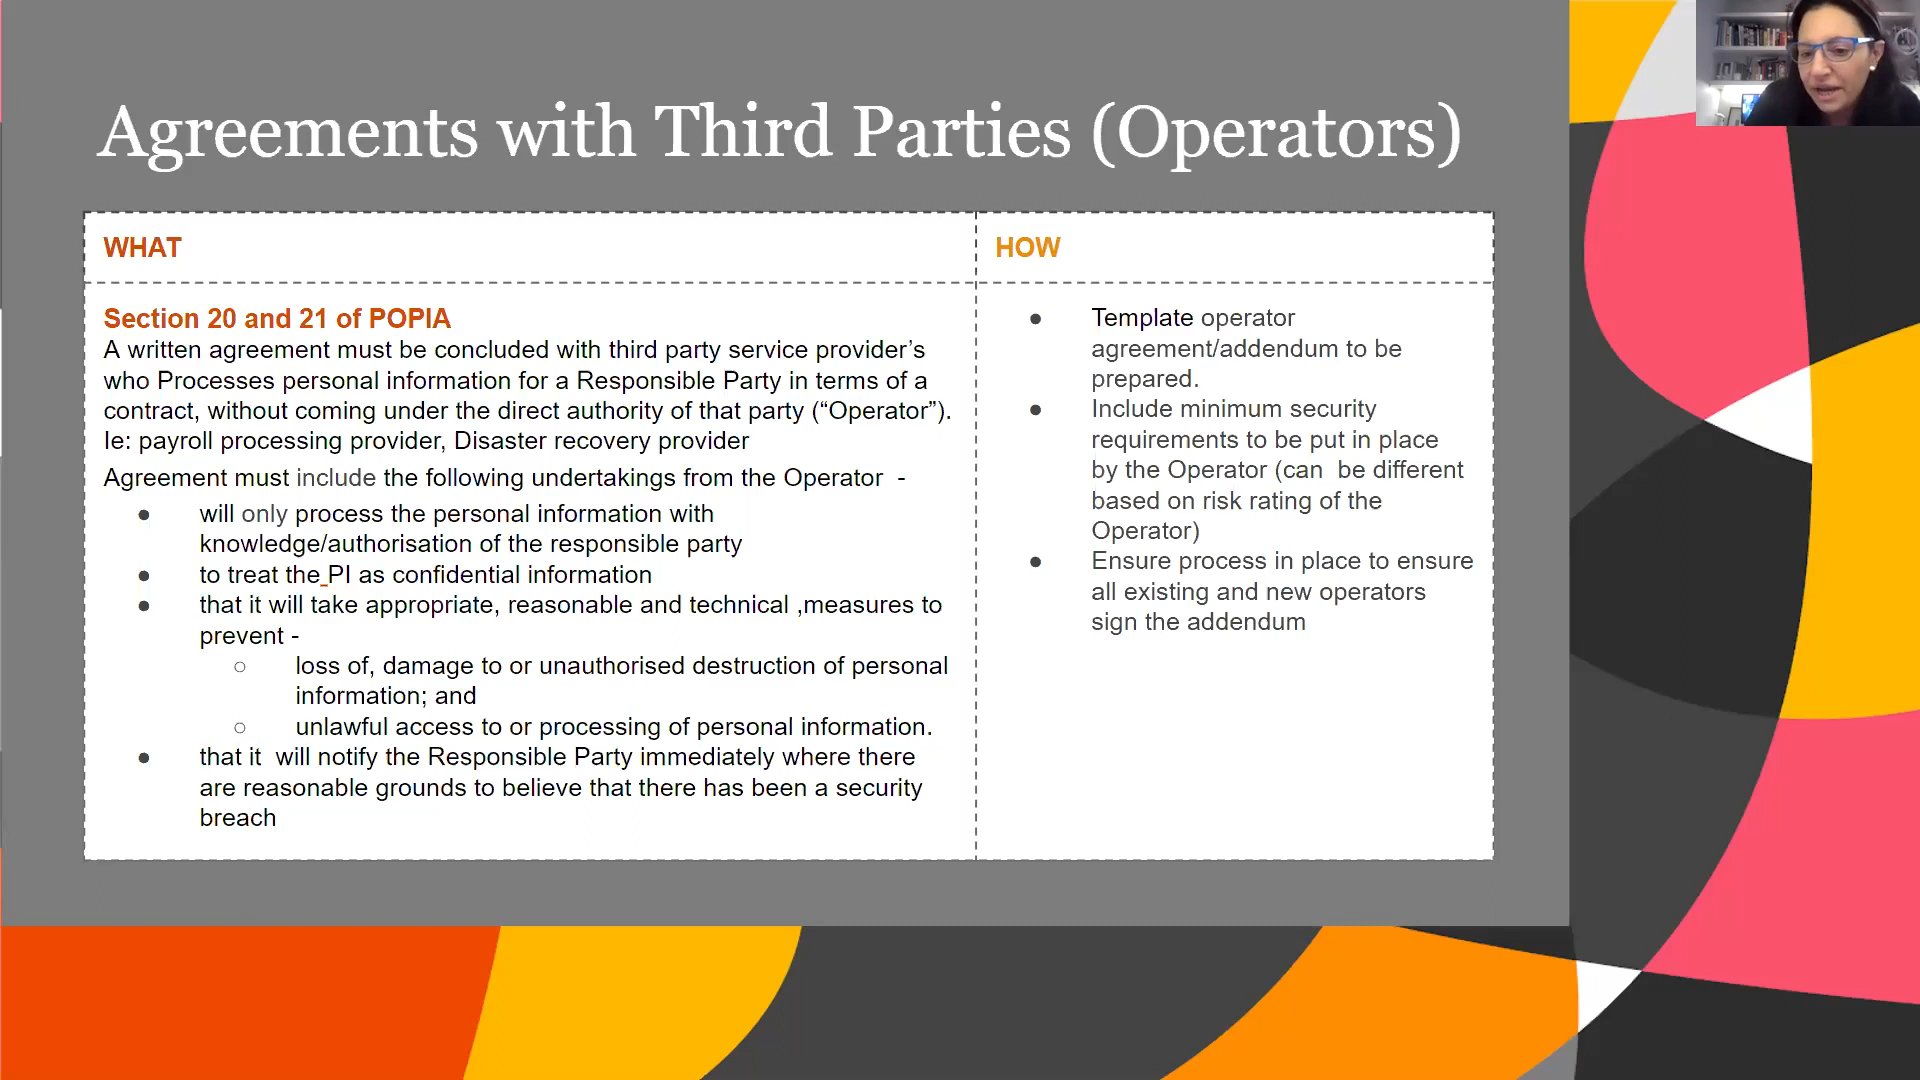 Agreements with Third Parties (Operators)
WHAT
Section 20 and 21 of POPIA
A written agreement must be concluded with third party service provider’s
who Processes personal information for a Responsible Party in terms of a
contract, without coming under the direct authority of that party (“Operator”).
Ie: payroll processing provider, Disaster recovery provider
Agreement must include the following undertakings from the Operator -
● will only process the personal information with
knowledge/authorisation of the responsible party
● to treat the PI as confidential information
● that it will take appropriate, reasonable and technical ,measures to
prevent -
○ loss of, damage to or unauthorised destruction of personal
information; and
○ unlawful access to or processing of personal information.
● that it will notify the Responsible Party immediately where there
are reasonable grounds to believe that there has been a security
breach
HOW
● Template operator
agreement/addendum to be
prepared.
● Include minimum security
requirements to be put in place
by the Operator (can be different
based on risk rating of the
Operator)
● Ensure process in place to ensure
all existing and new operators
sign the addendum